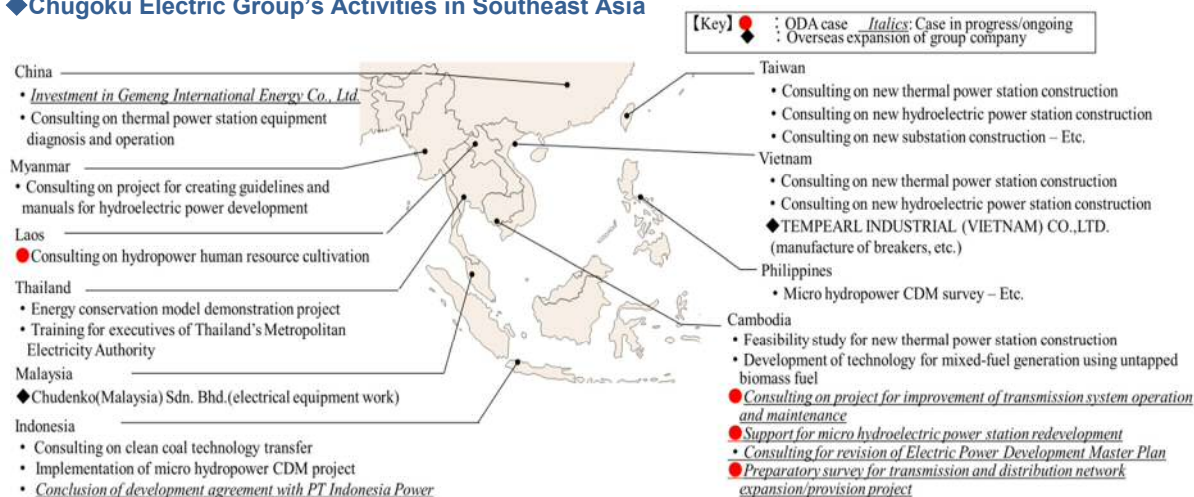 ◆Chugoku Electric Group's Activities in Southeast Asia
【Key】● : ODA case Italics: Case in progress/ongoing
◆ : Overseas expansion of group company
China
• Investment in Gemeng International Energy Co., Ltd.
• Consulting on thermal power station equipment
diagnosis and operation
Myanmar
• Consulting on project for creating guidelines and
manuals for hydroelectric power development
Laos
●Consulting on hydropower human resource cultivation
Thailand
• Energy conservation model demonstration project
• Training for executives of Thailand's Metropolitan
Electricity Authority
Malaysia
◆Chudenko(Malaysia) Sdn. Bhd.(electrical equipment work)
Indonesia
• Consulting on clean coal technology transfer
• Implementation of micro hydropower CDM project
• Conclusion of development agreement with PT Indonesia Power
Taiwan
• Consulting on new thermal power station construction
• Consulting on new hydroelectric power station construction
• Consulting on new substation construction – Etc.
Vietnam
• Consulting on new thermal power station construction
• Consulting on new hydroelectric power station construction
◆TEMPEARL INDUSTRIAL (VIETNAM) CO.,LTD.
(manufacture of breakers, etc.)
Philippines
• Micro hydropower CDM survey – Etc.
Cambodia
• Feasibility study for new thermal power station construction
• Development of technology for mixed-fuel generation using untapped
biomass fuel
●Consulting on project for improvement of transmission system operation
and maintenance
●Support for micro hydroelectric power station redevelopment
• Consulting for revision of Electric Power Development Master Plan
●Preparatory survey for transmission and distribution network
expansion/provision project